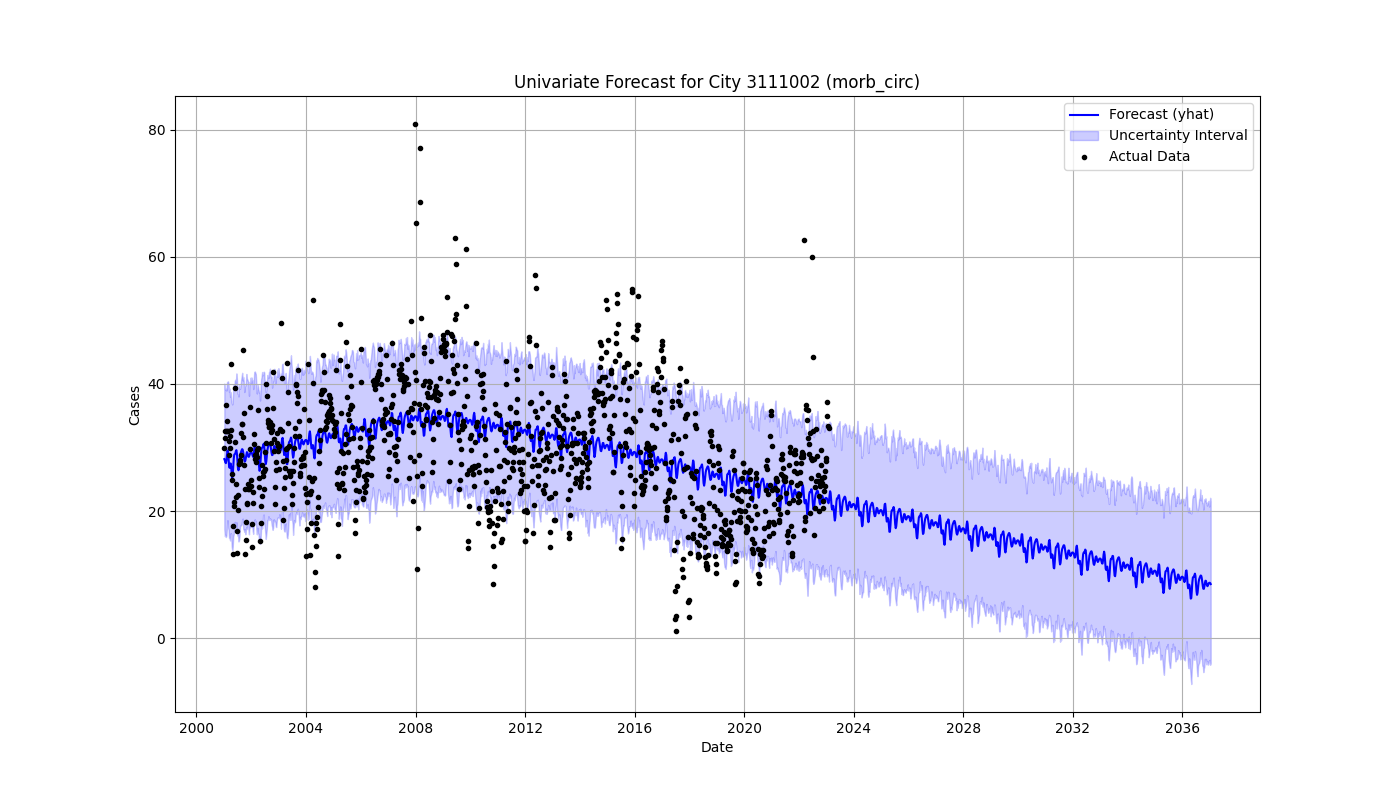 Univariate Forecast for City 3111002 (morb_circ)
Forecast (yhat)
Uncertainty Interval
Actual Data
80
60
40
20
0
Cases
2000 2004 2008 2012 2016 2020 2024 2028 2032 2036
Date